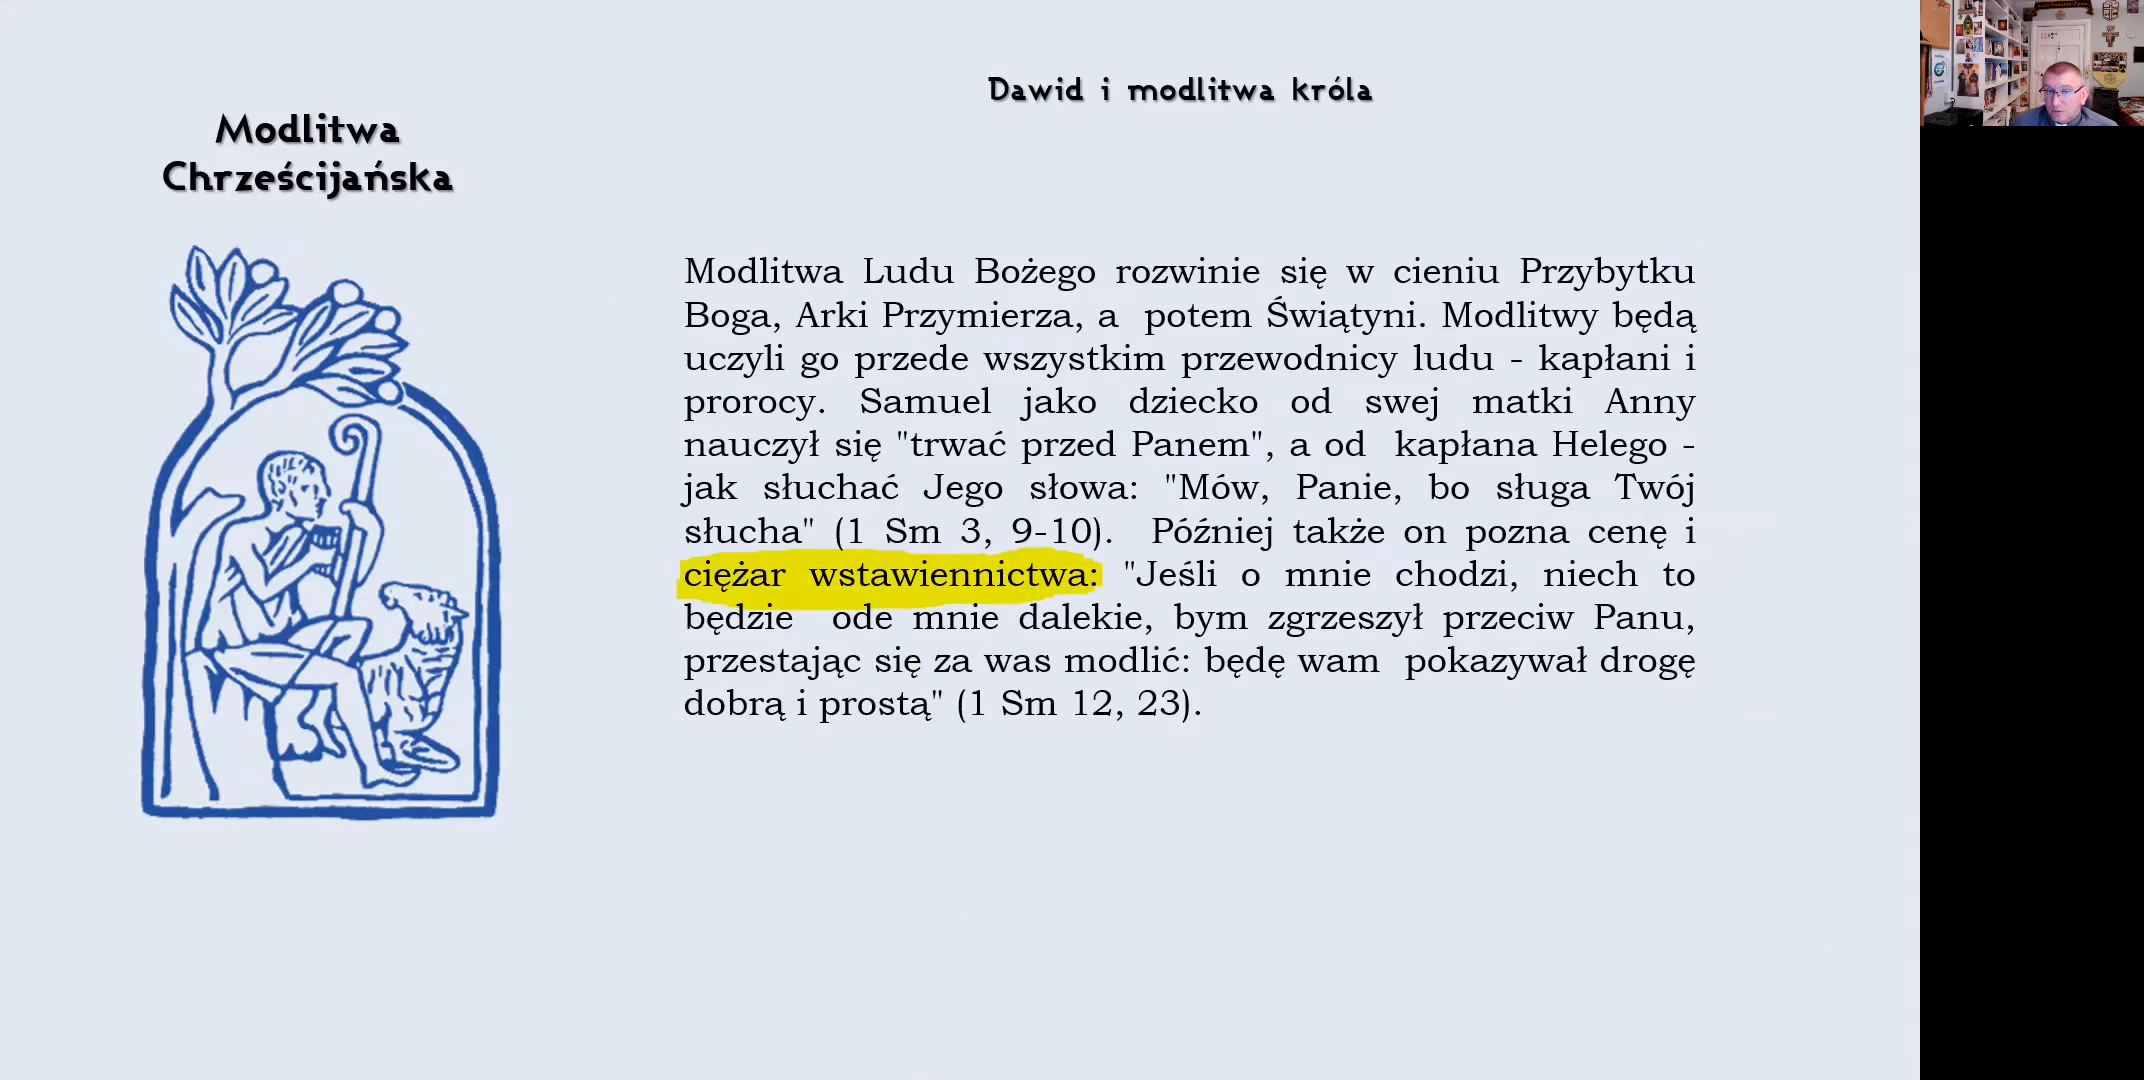 Dawid i modlitwa króla
Modlitwa
Chrześcijańska
Modlitwa Ludu Bożego rozwinie się w cieniu Przybytku
Boga, Arki Przymierza, a potem Świątyni. Modlitwy będą
uczyli go przede wszystkim przewodnicy ludu - kapłani i
prorocy. Samuel jako dziecko od swej matki Anny
nauczył się "trwać przed Panem", a od kapłana Helego -
jak słuchać Jego słowa: "Mów, Panie, bo sługa Twój
słucha" (1 Sm 3, 9-10). Później także on pozna cenę i
ciężar wstawiennictwa: "Jeśli o mnie chodzi, niech to
będzie ode mnie dalekie, bym zgrzeszył przeciw Panu,
przestając się za was modlić: będę wam pokazywał drogę
dobrą i prostą" (1 Sm 12, 23).